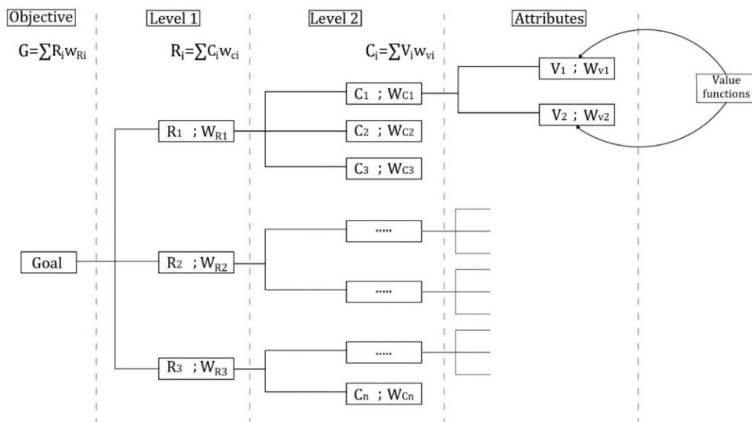 Objective
Level 1
Level 2
Attributes
G=∑RᵢwRi
Rᵢ=∑Cᵢwci
Cᵢ=∑Vᵢwvi
V1 ; Wv1
C1 ; WC1
Value
functions
V2 ; Wv2
R1 ; WR1
C2 ; WC2
C3 ; WC3
.....
Goal
R2 ; WR2
.....
.....
R3 ; WR3
Cn ; WCn